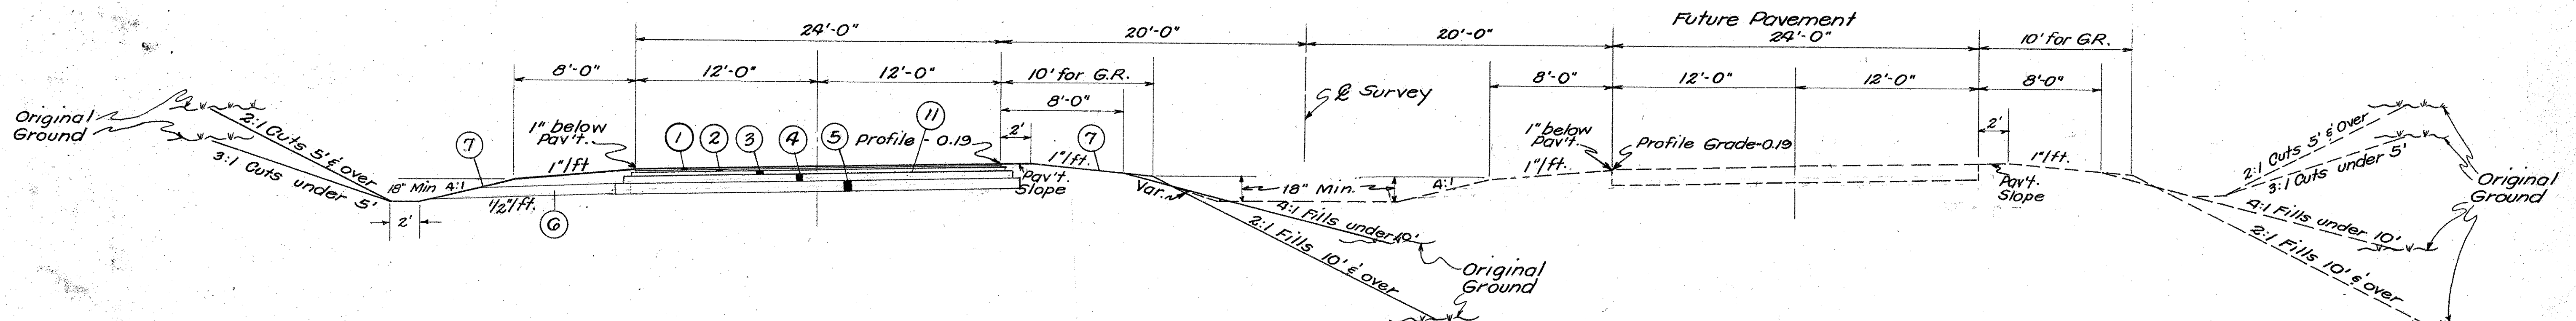 Future Pavement
24'-0"
20'-0"
20'-0"
24'-0"
10' for G.R.
8'-0"
12'-0"
12'-0"
10' for G.R.
8'-0"
12'-0"
12'-0"
8'-0"
8'-0"
℄ Survey
Original
Ground
2:1 Cuts 5' & over
3:1 Cuts under 5'
7
1" below
Pav't.
1"/ft
18" Min
4:1
2'
1/2"/ft.
6
1
2
3
4
5
Profile - 0.19
11
2'
1"/ft.
7
Pav't.
Slope
Var.
18" Min.
4:1
4:1 Fills under 10'
2:1 Fills 10' & over
Original
Ground
1" below
Pav't.
1"/ft.
Profile Grade-0.19
2'
1"/ft.
Pav't.
Slope
2:1 Cuts 5' & Over
3:1 Cuts under 5'
4:1 Fills under 10'
2:1 Fills 10' & over
Original
Ground